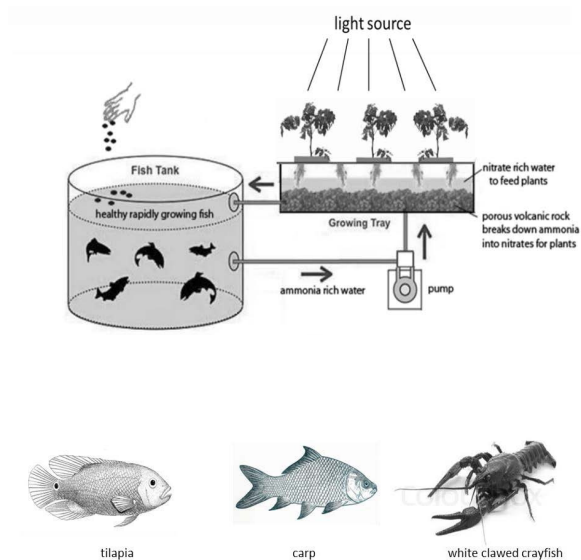 light source
Fish Tank
healthy rapidly growing fish
nitrate rich water
to feed plants
Growing Tray
porous volcanic rock
breaks down ammonia
into nitrates for plants
ammonia rich water
pump
tilapia
carp
white clawed crayfish